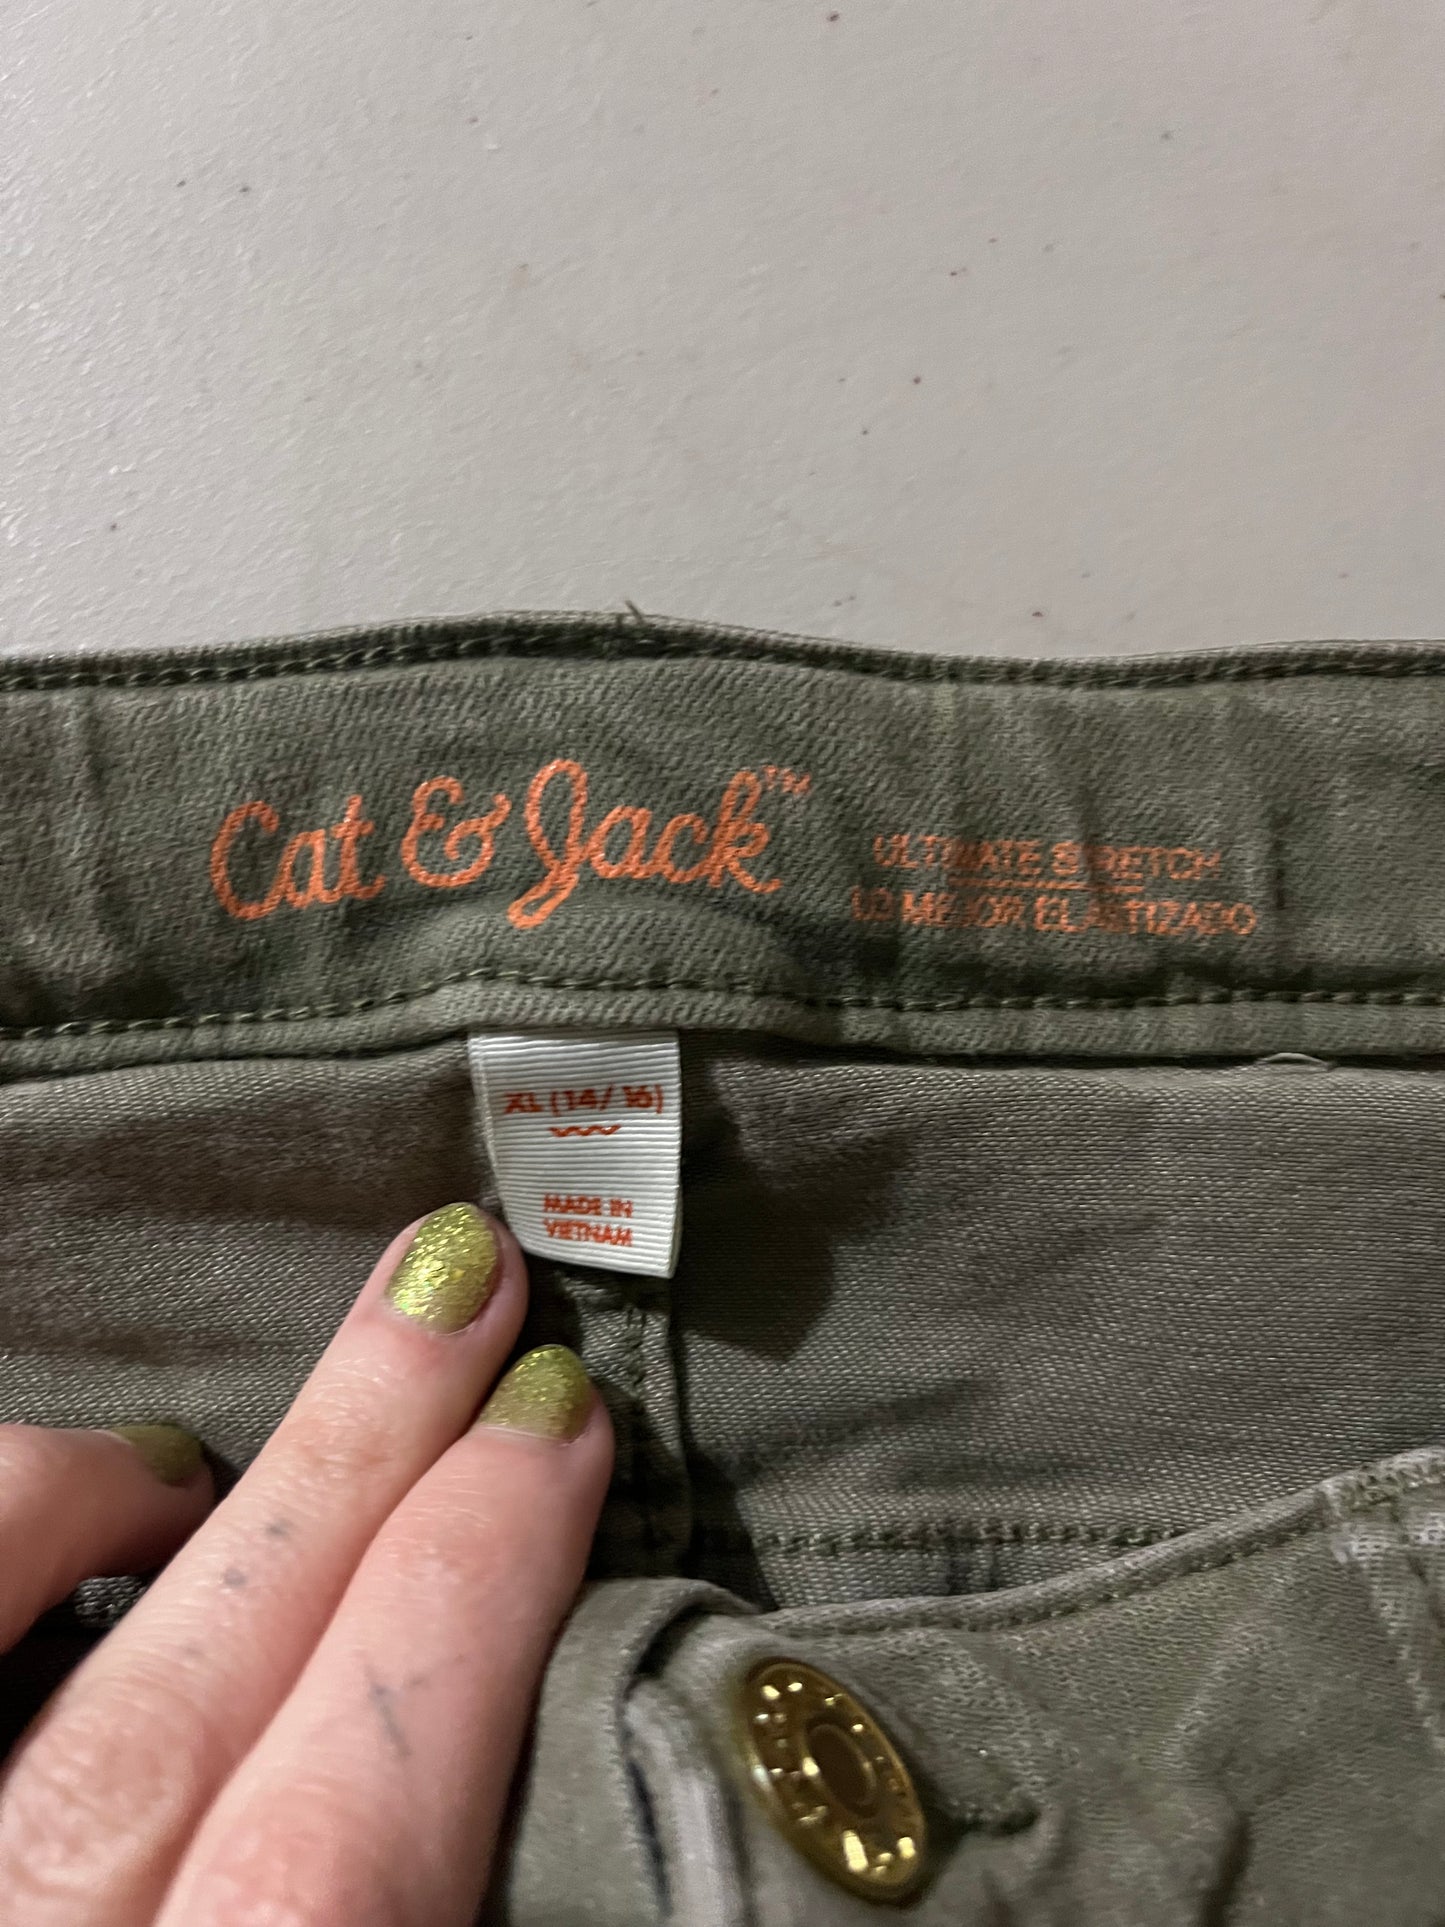 Cat & Jack™
ULTIMATE STRETCH
LO MEJOR ELASTIZADO
XL (14/16)
MADE IN
VIETNAM